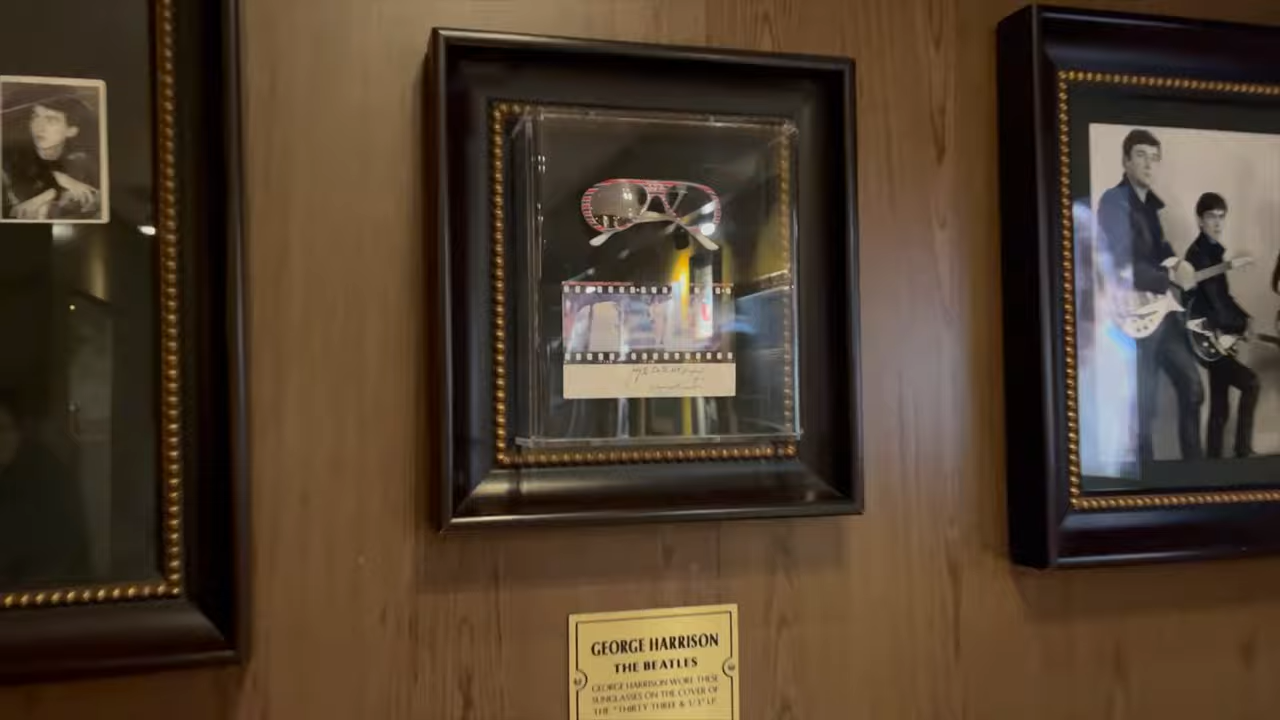 GEORGE HARRISON
THE BEATLES
GEORGE HARRISON WORE THESE
SUNGLASSES ON THE COVER OF
THE "THIRTY THREE & 1/3" LP